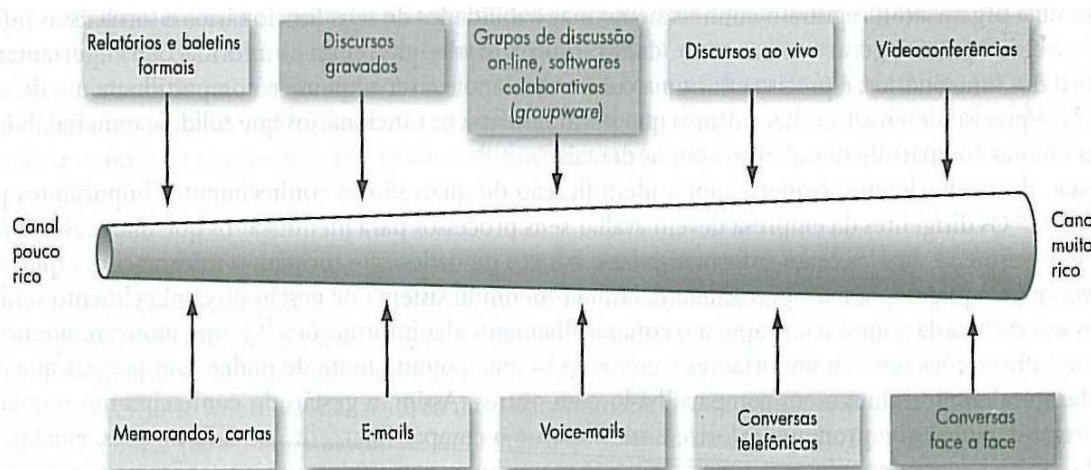 Relatórios e boletins
formais
Discursos
gravados
Grupos de discussão
on-line, softwares
colaborativos
(groupware)
Discursos ao vivo
Videoconferências
Canal
pouco
rico
Cana
muito
rico
Memorandos, cartas
E-mails
Voice-mails
Conversas
telefônicas
Conversas
face a face